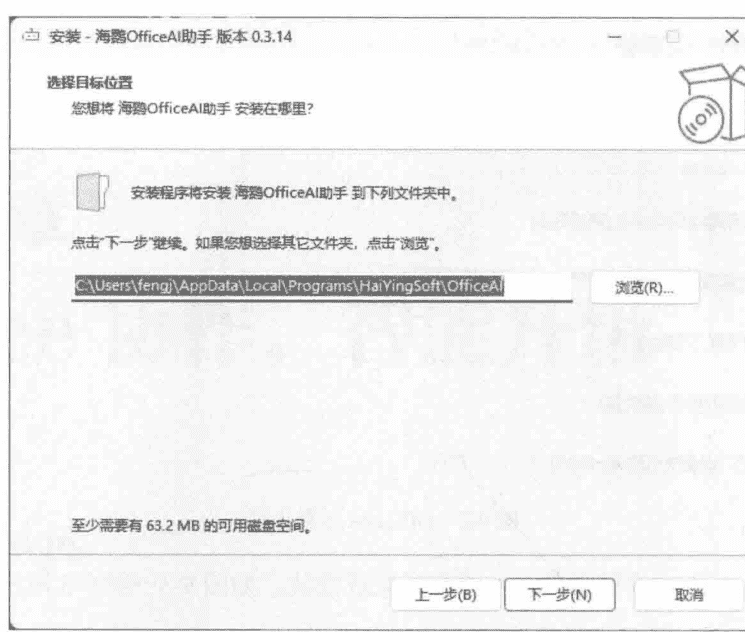 安装 - 海鹦OfficeAI助手 版本 0.3.14
选择目标位置
您想将 海鹦OfficeAI助手 安装在哪里?
安装程序将安装 海鹦OfficeAI助手 到下列文件夹中。
点击“下一步”继续。如果您想选择其它文件夹，点击“浏览”。
C:\Users\fengj\AppData\Local\Programs\HaiYingSoft\OfficeAI
浏览(R)...
至少需要有 63.2 MB 的可用磁盘空间。
上一步(B)
下一步(N)
取消